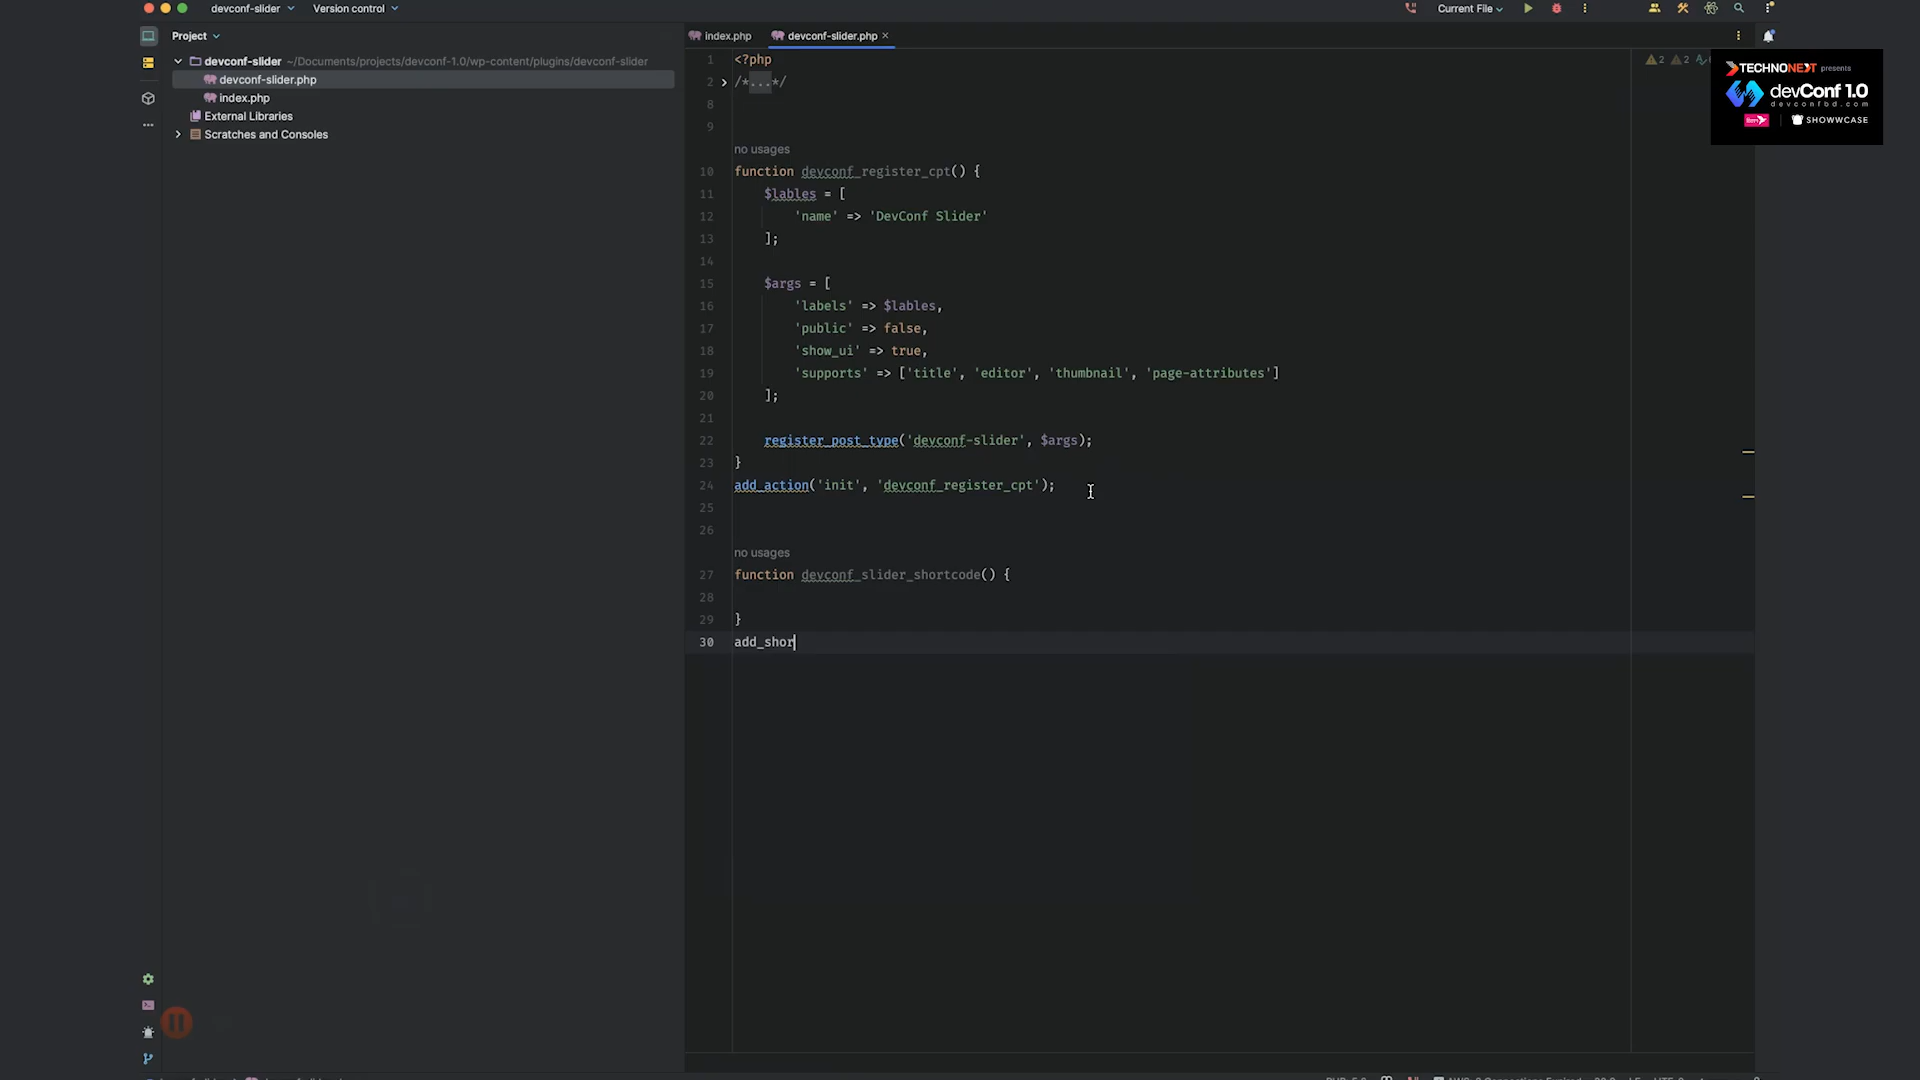 devconf-slider
Version control
Current File
Project
index.php
devconf-slider.php
TECHNONEXT presents
devConf 1.0
devconfbd.com
SHOWWCASE
devconf-slider ~/Documents/projects/devconf-1.0/wp-content/plugins/devconf-slider
devconf-slider.php
index.php
External Libraries
Scratches and Consoles
2 2
1 <?php
2 /*...*/
8
9
no usages
10 function devconf_register_cpt() {
11 $lables = [
12 'name' => 'DevConf Slider'
13 ];
14
15 $args = [
16 'labels' => $lables,
17 'public' => false,
18 'show_ui' => true,
19 'supports' => ['title', 'editor', 'thumbnail', 'page-attributes']
20 ];
21
22 register_post_type('devconf-slider', $args);
23 }
24 add_action('init', 'devconf_register_cpt');
25
26
no usages
27 function devconf_slider_shortcode() {
28
29 }
30 add_shor